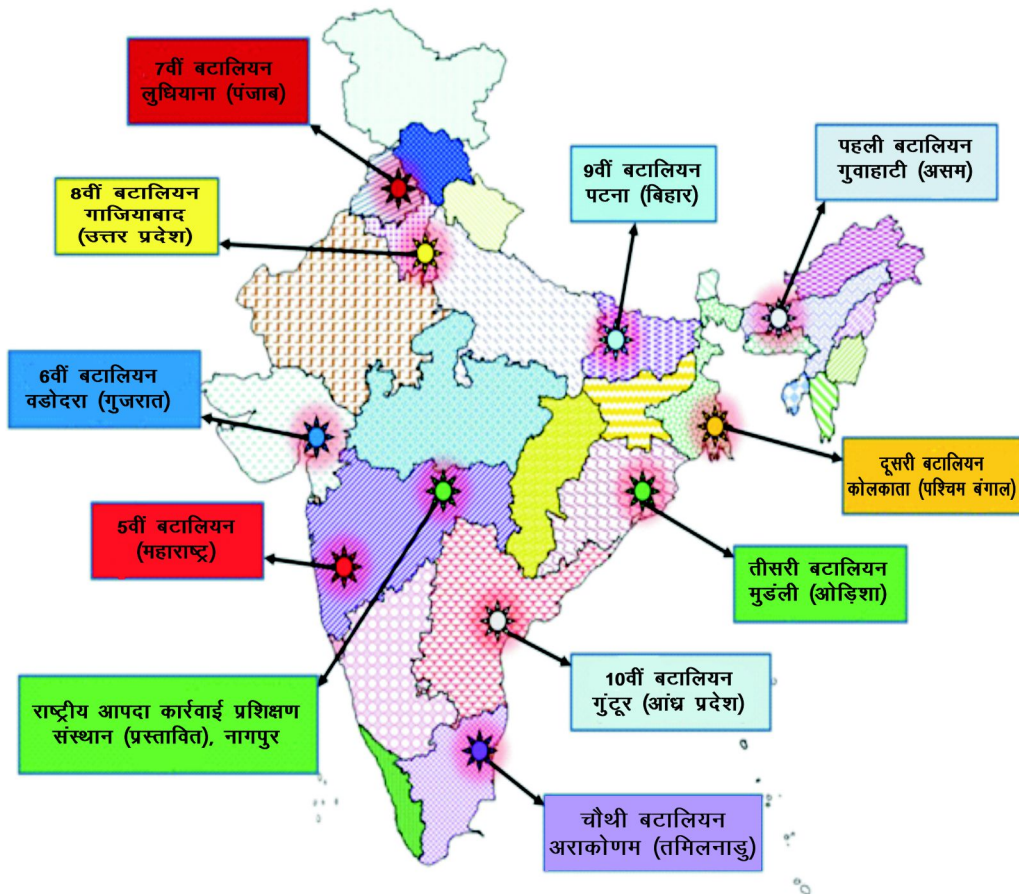 7वीं बटालियन
लुधियाना (पंजाब)
8वीं बटालियन
गाजियाबाद
(उत्तर प्रदेश)
9वीं बटालियन
पटना (बिहार)
पहली बटालियन
गुवाहाटी (असम)
6वीं बटालियन
वडोदरा (गुजरात)
दूसरी बटालियन
कोलकाता (पश्चिम बंगाल)
5वीं बटालियन
(महाराष्ट्र)
तीसरी बटालियन
मुडंली (ओड़िशा)
10वीं बटालियन
गुंटूर (आंध्र प्रदेश)
राष्ट्रीय आपदा कार्रवाई प्रशिक्षण
संस्थान (प्रस्तावित), नागपुर
चौथी बटालियन
अराकोणम (तमिलनाडु)